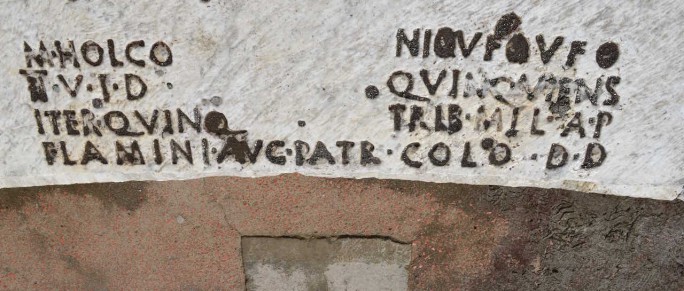 M·HOLCO NIO V F RVFO
II·V·I·D· QVINQVIENS
ITER·QVINQ TRIB·MIL·A·P
FLAMINI·AVG·PATR·COLO·D·D